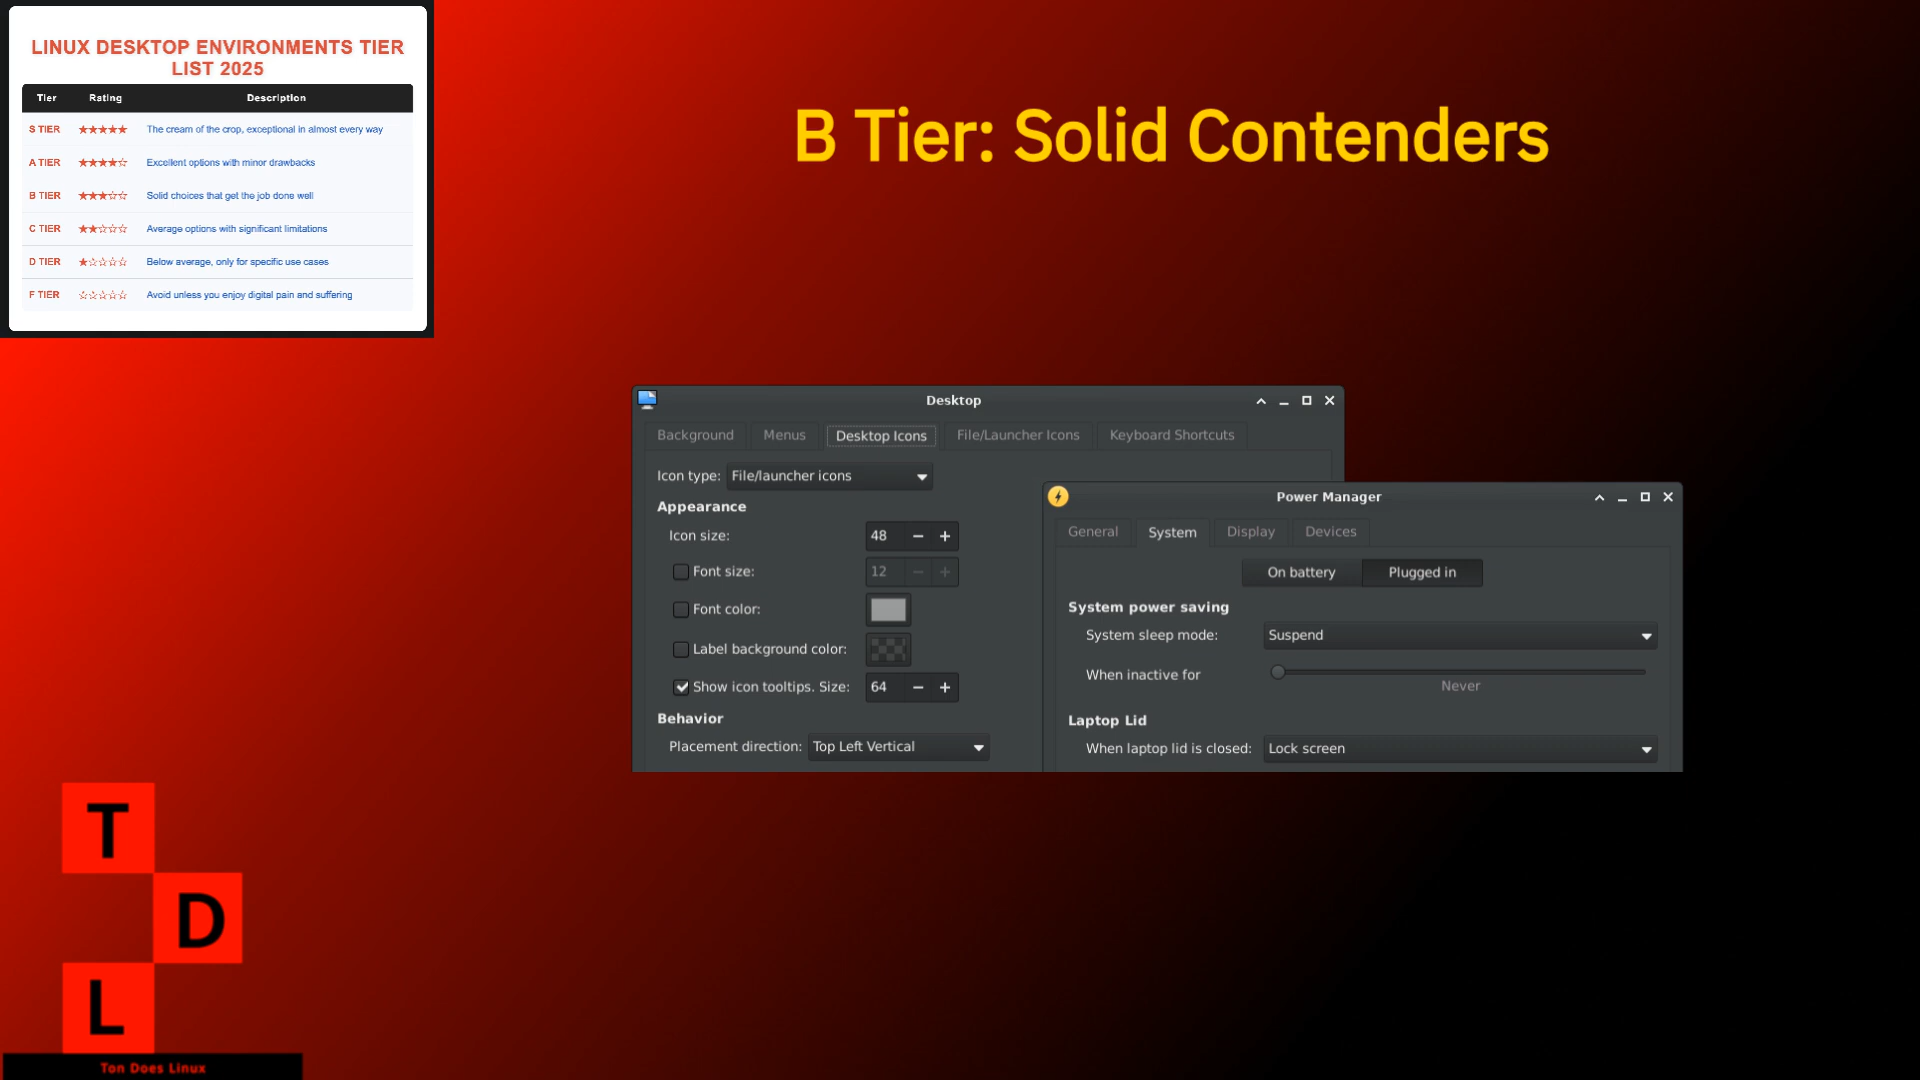 LINUX DESKTOP ENVIRONMENTS TIER
LIST 2025
Tier Rating Description
S TIER ★★★★★ The cream of the crop, exceptional in almost every way
A TIER ★★★★☆ Excellent options with minor drawbacks
B TIER ★★★☆☆ Solid choices that get the job done well
C TIER ★★☆☆☆ Average options with significant limitations
D TIER ★☆☆☆☆ Below average, only for specific use cases
F TIER ☆☆☆☆☆ Avoid unless you enjoy digital pain and suffering
B Tier: Solid Contenders
Desktop
Background Menus Desktop Icons File/Launcher Icons Keyboard Shortcuts
Icon type: File/launcher icons
Appearance
Icon size: 48 − +
Font size: 12 − +
Font color:
Label background color:
Show icon tooltips. Size: 64 − +
Behavior
Placement direction: Top Left Vertical
Power Manager
General System Display Devices
On battery Plugged in
System power saving
System sleep mode: Suspend
When inactive for
Never
Laptop Lid
When laptop lid is closed: Lock screen
T
D
L
Ton Does Linux